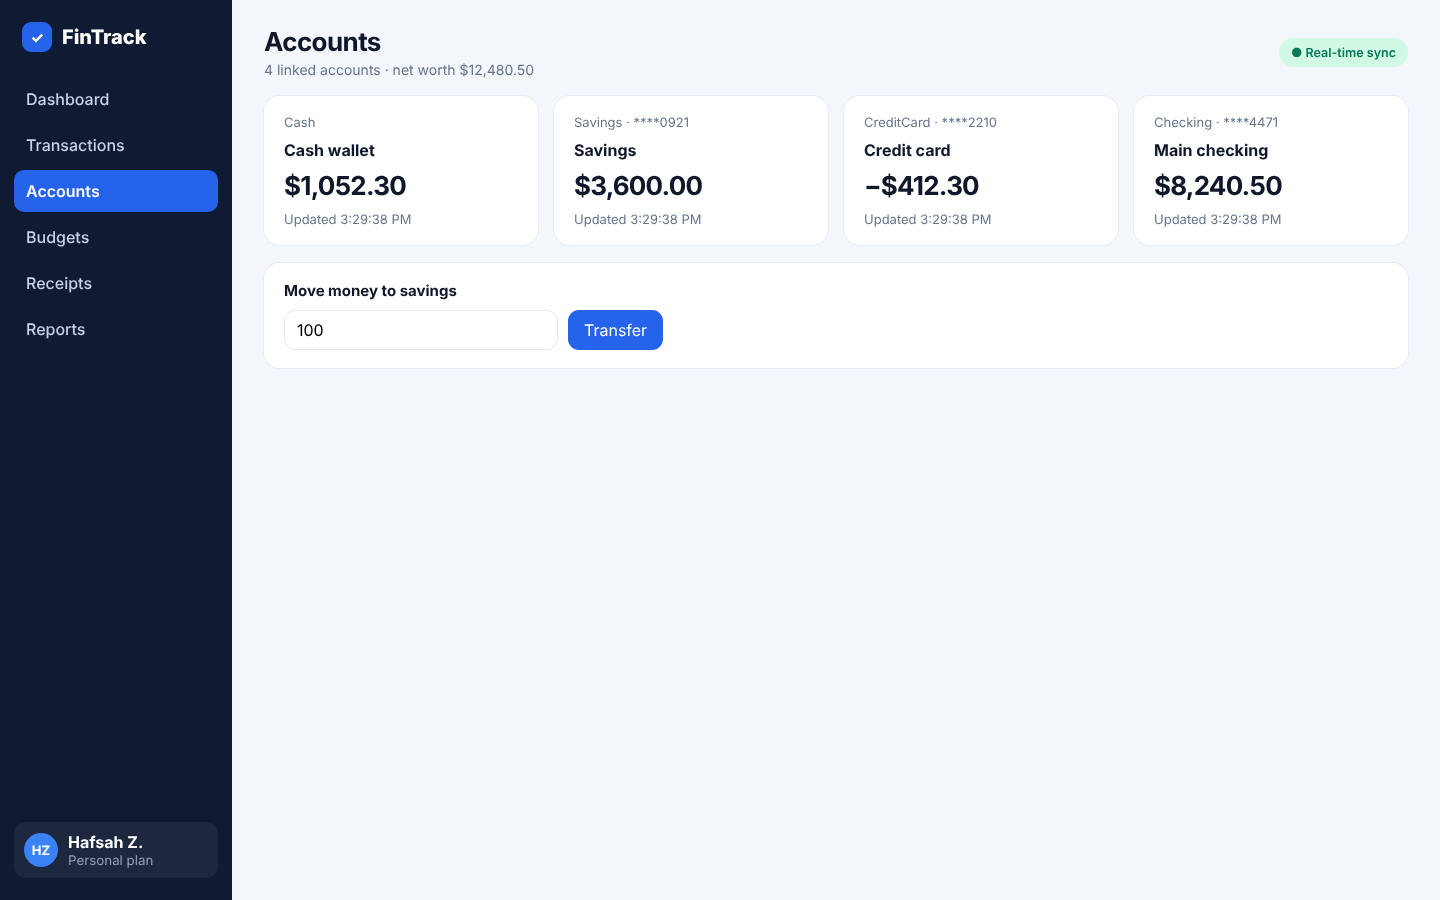 FinTrack
Dashboard
Transactions
Accounts
Budgets
Receipts
Reports
HZ
Hafsah Z.
Personal plan
Accounts
4 linked accounts · net worth $12,480.50
Real-time sync
Cash
Cash wallet
$1,052.30
Updated 3:29:38 PM
Savings · ****0921
Savings
$3,600.00
Updated 3:29:38 PM
CreditCard · ****2210
Credit card
−$412.30
Updated 3:29:38 PM
Checking · ****4471
Main checking
$8,240.50
Updated 3:29:38 PM
Move money to savings
100
Transfer